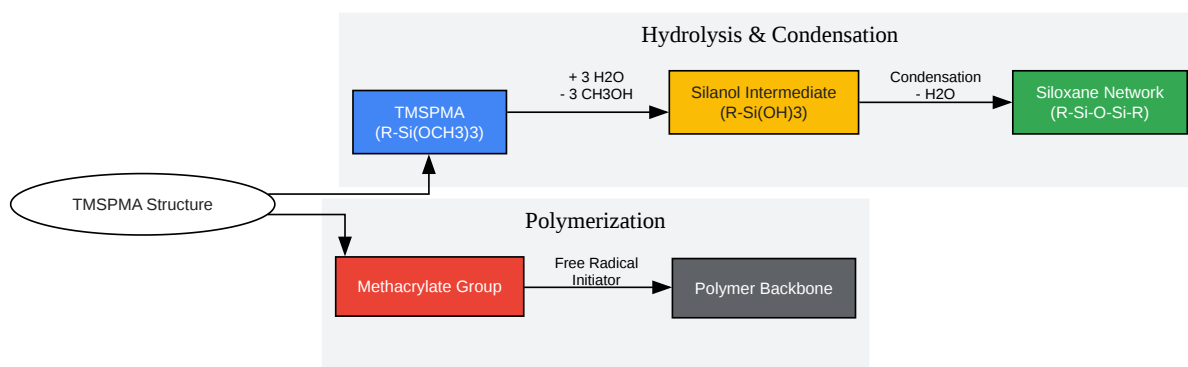 Hydrolysis & Condensation
TMSPMA
(R-Si(OCH3)3)
+ 3 H2O
- 3 CH3OH
Silanol Intermediate
(R-Si(OH)3)
Condensation
- H2O
Siloxane Network
(R-Si-O-Si-R)
TMSPMA Structure
Polymerization
Methacrylate Group
Free Radical
Initiator
Polymer Backbone